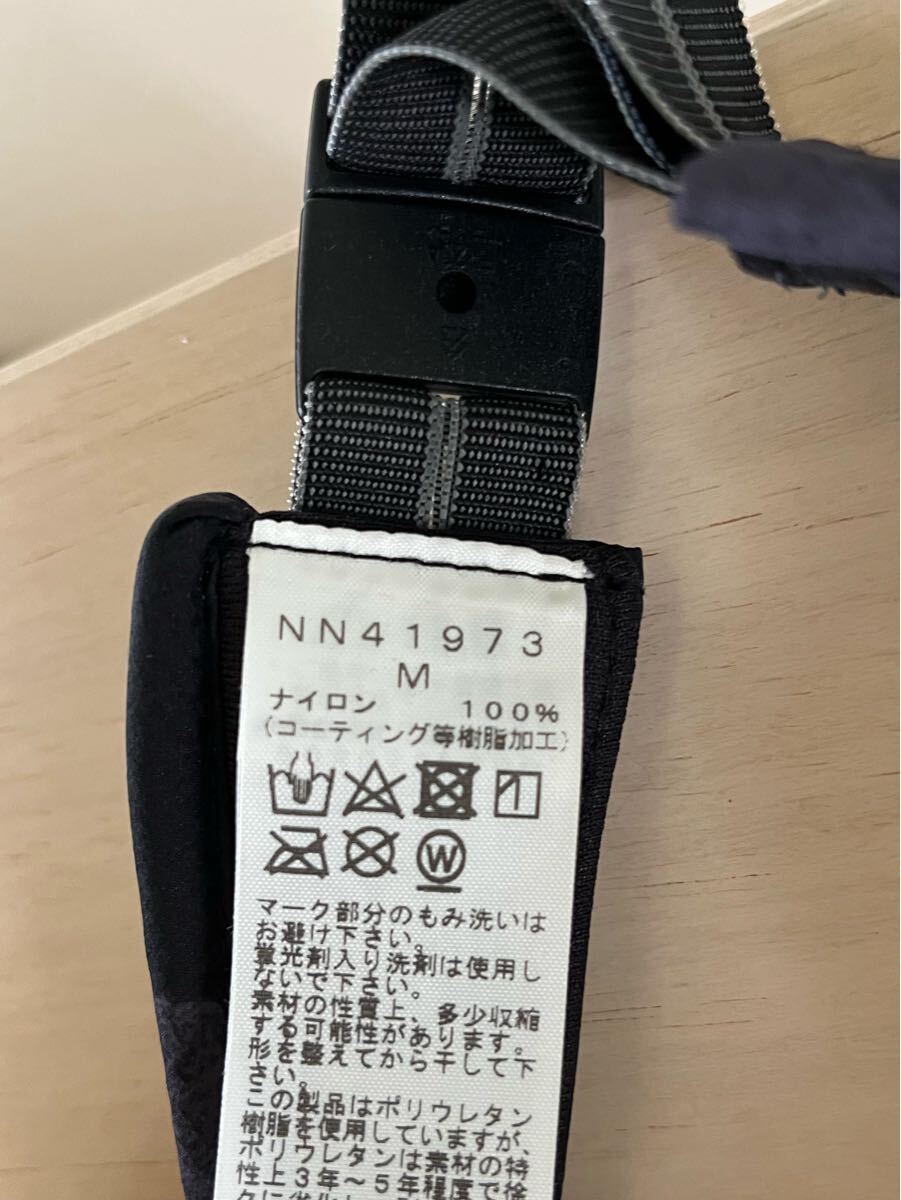 NN41973
M
ナイロン 100%
(コーティング等樹脂加工)
W
マーク部分のもみ洗いは
お避け下さい。
蛍光剤入り洗剤は使用し
ないで下さい。
素材の性質上、多少収縮
する可能性があります。
形を整えてから干して下
さい。
この製品はポリウレタン
樹脂を使用していますが、
ポリウレタンは素材の特
性上3年～5年程度で徐